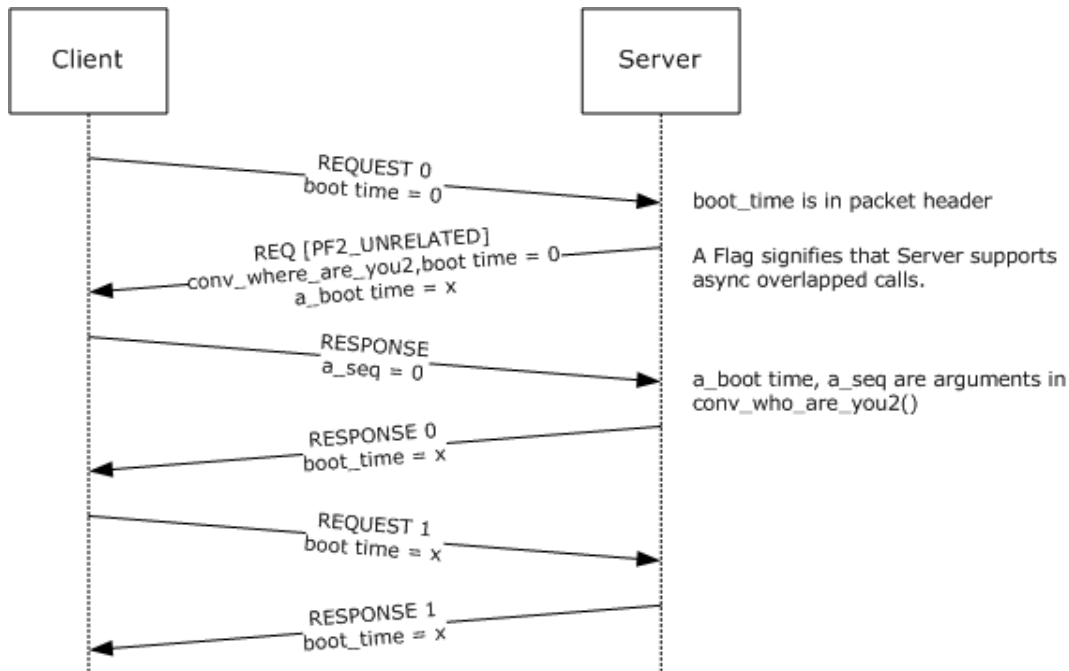 Client
Server
REQUEST 0
boot time = 0
boot_time is in packet header
REQ [PF2_UNRELATED]
conv_where_are_you2,boot time = 0
a_boot time = x
A Flag signifies that Server supports
async overlapped calls.
RESPONSE
a_seq = 0
a_boot time, a_seq are arguments in
conv_who_are_you2()
RESPONSE 0
boot_time = x
REQUEST 1
boot time = x
RESPONSE 1
boot_time = x